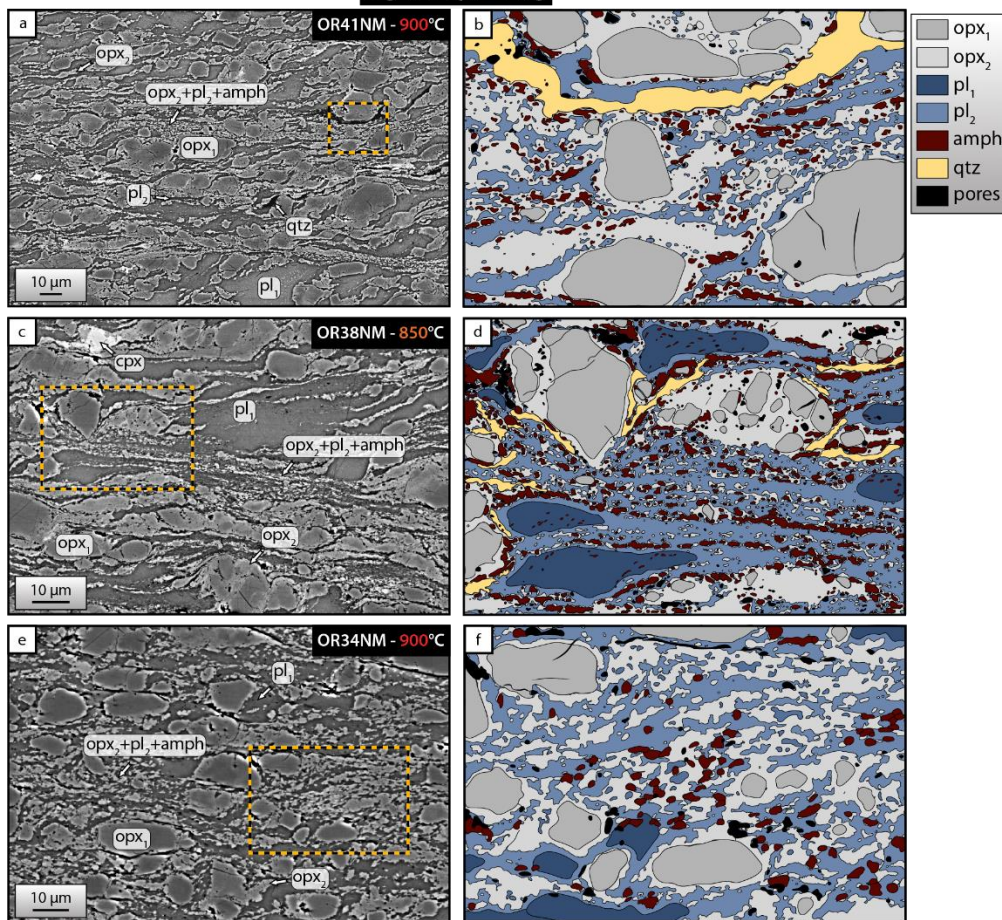 a
OR41NM - 900°C
opx₂
opx₂+pl₂+amph
opx₁
pl₂
qtz
pl₁
10 µm
b
opx₁
opx₂
pl₁
pl₂
amph
qtz
pores
c
OR38NM - 850°C
cpx
pl₁
opx₂+pl₂+amph
opx₁
opx₂
10 µm
d
e
OR34NM - 900°C
pl₁
opx₂+pl₂+amph
opx₁
opx₂
10 µm
f